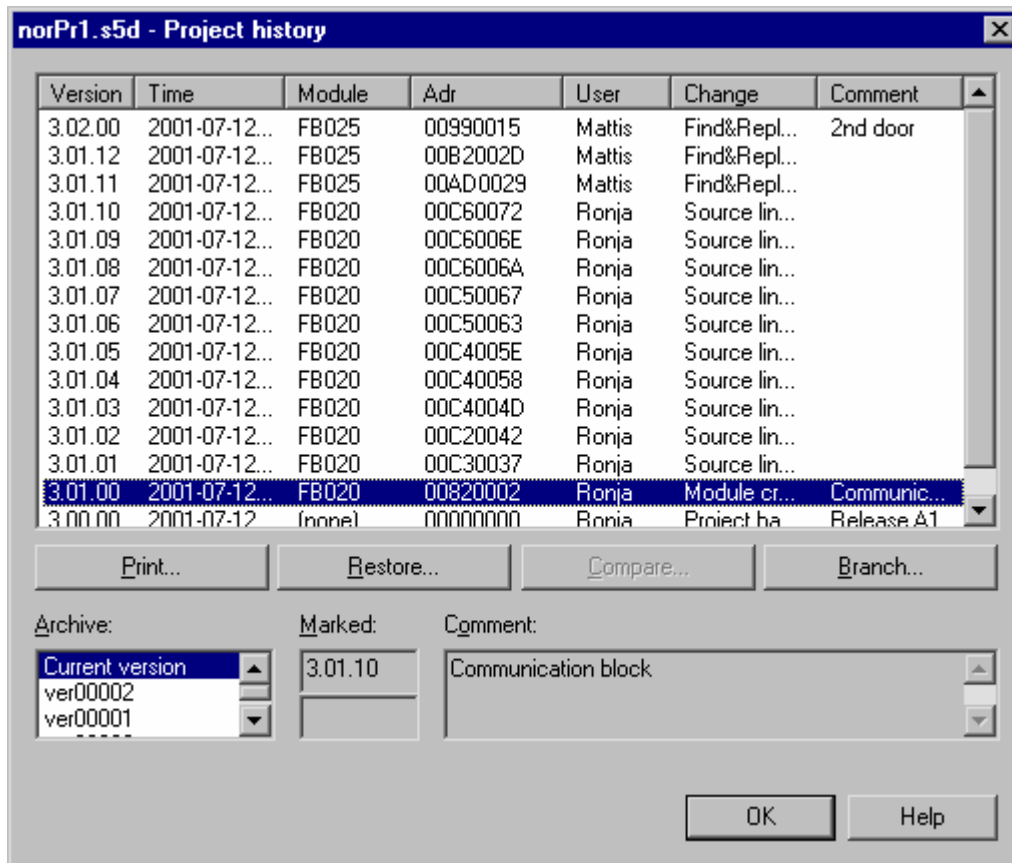 norPr1.s5d - Project history
Version Time Module Adr User Change Comment
3.02.00 2001-07-12... FB025 00990015 Mattis Find&Repl... 2nd door
3.01.12 2001-07-12... FB025 00B2002D Mattis Find&Repl...
3.01.11 2001-07-12... FB025 00AD0029 Mattis Find&Repl...
3.01.10 2001-07-12... FB020 00C60072 Ronja Source lin...
3.01.09 2001-07-12... FB020 00C6006E Ronja Source lin...
3.01.08 2001-07-12... FB020 00C6006A Ronja Source lin...
3.01.07 2001-07-12... FB020 00C50067 Ronja Source lin...
3.01.06 2001-07-12... FB020 00C50063 Ronja Source lin...
3.01.05 2001-07-12... FB020 00C4005E Ronja Source lin...
3.01.04 2001-07-12... FB020 00C40058 Ronja Source lin...
3.01.03 2001-07-12... FB020 00C4004D Ronja Source lin...
3.01.02 2001-07-12... FB020 00C20042 Ronja Source lin...
3.01.01 2001-07-12... FB020 00C30037 Ronja Source lin...
3.01.00 2001-07-12... FB020 00820002 Ronja Module cr... Communic...
3.00.00 2001-07-12 (none) 00000000 Ronja Project ha Release A1
Print... Restore... Compare... Branch...
Archive: Marked: Comment:
Current version 3.01.10 Communication block
ver00002
ver00001
OK Help